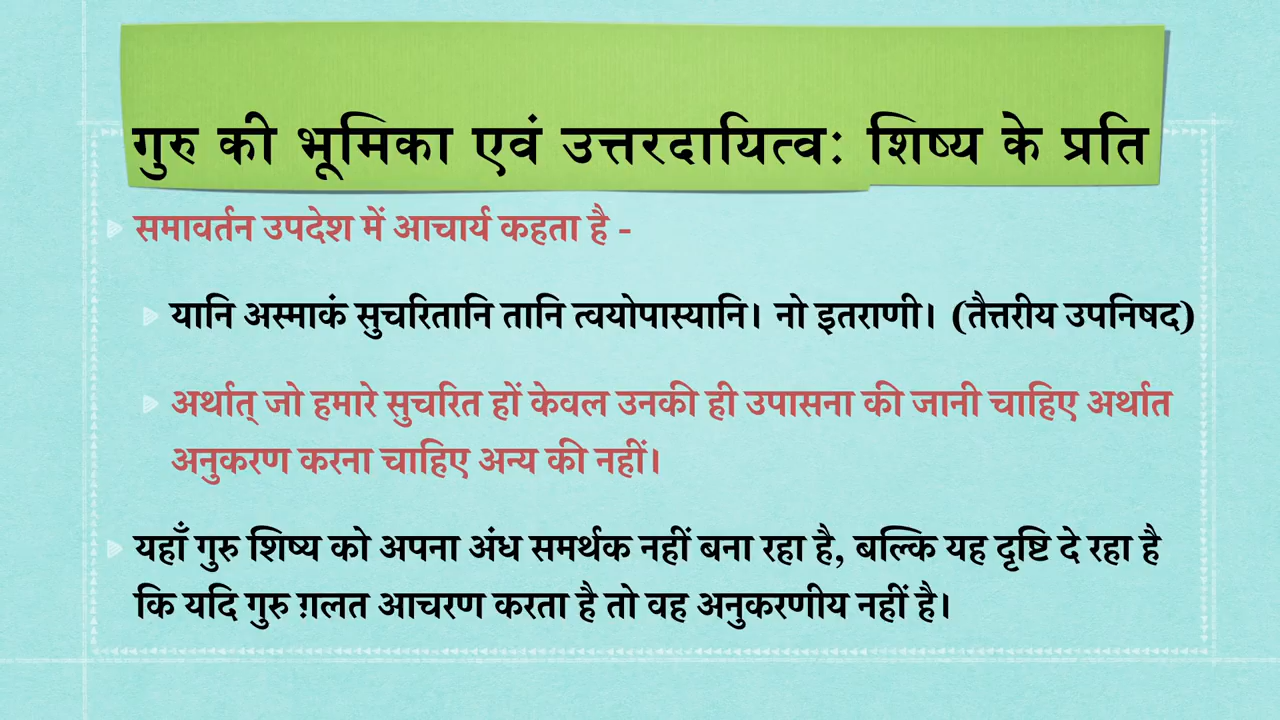 गुरु की भूमिका एवं उत्तरदायित्व: शिष्य के प्रति
समावर्तन उपदेश में आचार्य कहता है -
यानि अस्माकं सुचरितानि तानि त्वयोपास्यानि। नो इतराणी। (तैत्तरीय उपनिषद)
अर्थात् जो हमारे सुचरित हों केवल उनकी ही उपासना की जानी चाहिए अर्थात
अनुकरण करना चाहिए अन्य की नहीं।
यहाँ गुरु शिष्य को अपना अंध समर्थक नहीं बना रहा है, बल्कि यह दृष्टि दे रहा है
कि यदि गुरु ग़लत आचरण करता है तो वह अनुकरणीय नहीं है।